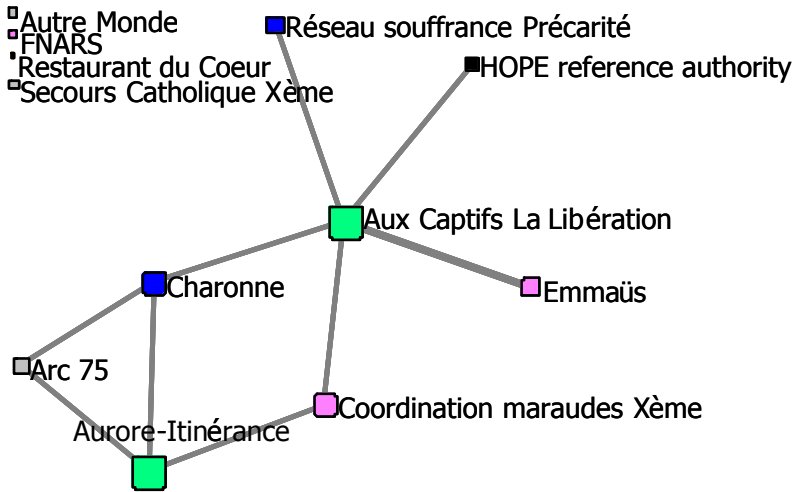 Autre Monde
FNARS
Restaurant du Coeur
Secours Catholique Xème
Réseau souffrance Précarité
HOPE reference authority
Aux Captifs La Libération
Charonne
Emmaüs
Arc 75
Coordination maraudes Xème
Aurore-Itinérance